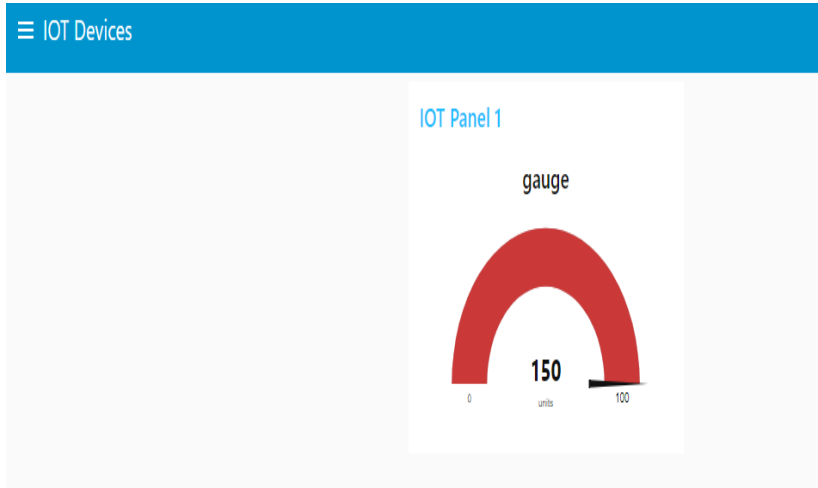 IOT Devices
IOT Panel 1
gauge
150
0
units
100